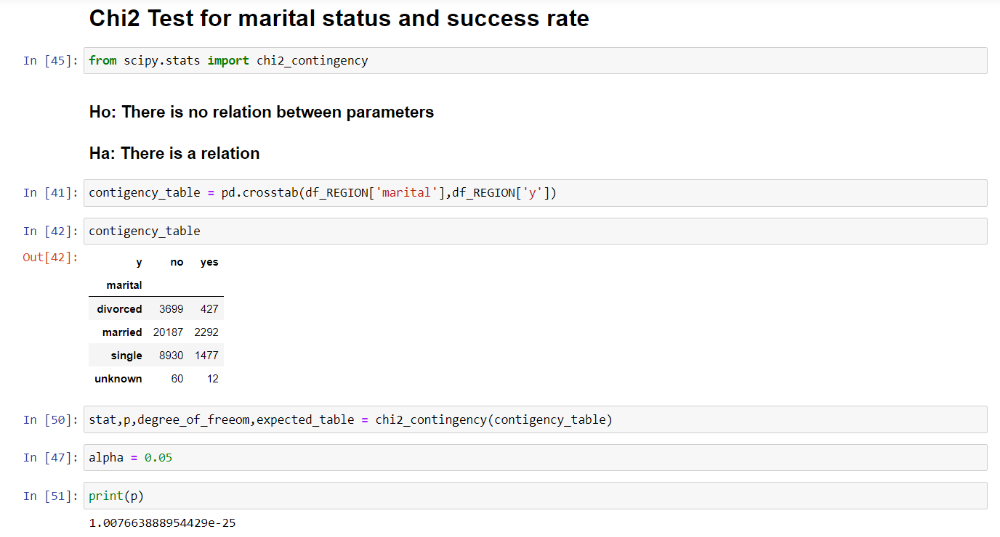 Chi2 Test for marital status and success rate
In [45]: from scipy.stats import chi2_contingency
Ho: There is no relation between parameters
Ha: There is a relation
In [41]: contigency_table = pd.crosstab(df_REGION['marital'],df_REGION['y'])
In [42]: contigency_table
Out[42]:
y no yes
marital
divorced 3699 427
married 20187 2292
single 8930 1477
unknown 60 12
In [50]: stat,p,degree_of_freeom,expected_table = chi2_contingency(contigency_table)
In [47]: alpha = 0.05
In [51]: print(p)
1.007663888954429e-25